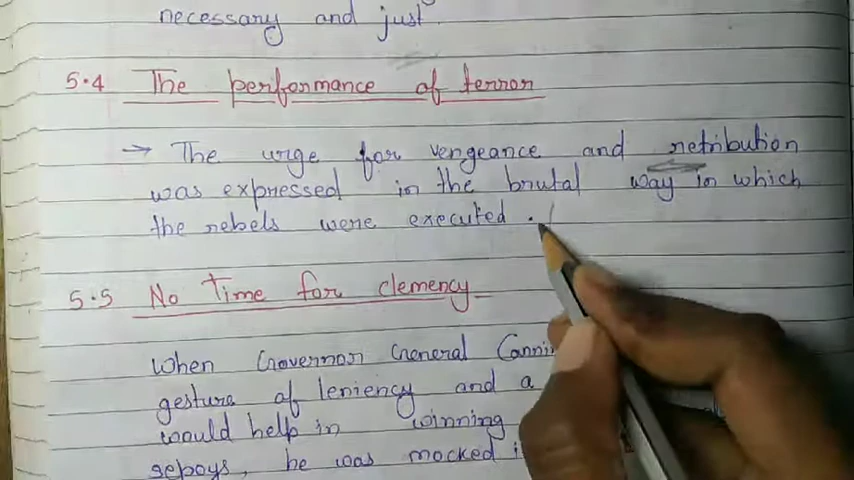 necessary and just
5.4 The performance of terror
→ The urge for vengeance and retribution
was expressed in the brutal way in which
the rebels were executed .
5.5 No Time for clemency
When Governor General
gesture of leniency and a
would help in winning
sepoys, he was mocked